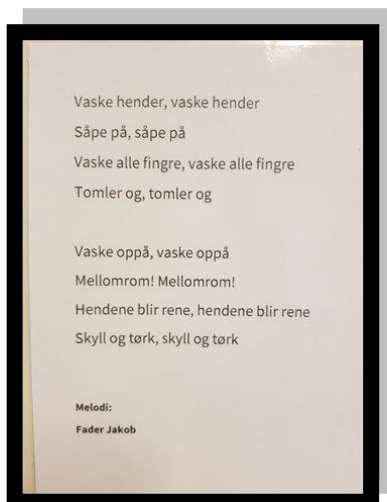 Vaske hender, vaske hender
Såpe på, såpe på
Vaske alle fingre, vaske alle fingre
Tomler og, tomler og
Vaske oppå, vaske oppå
Mellomrom! Mellomrom!
Hendene blir rene, hendene blir rene
Skyll og tørk, skyll og tørk
Melodi:
Fader Jakob